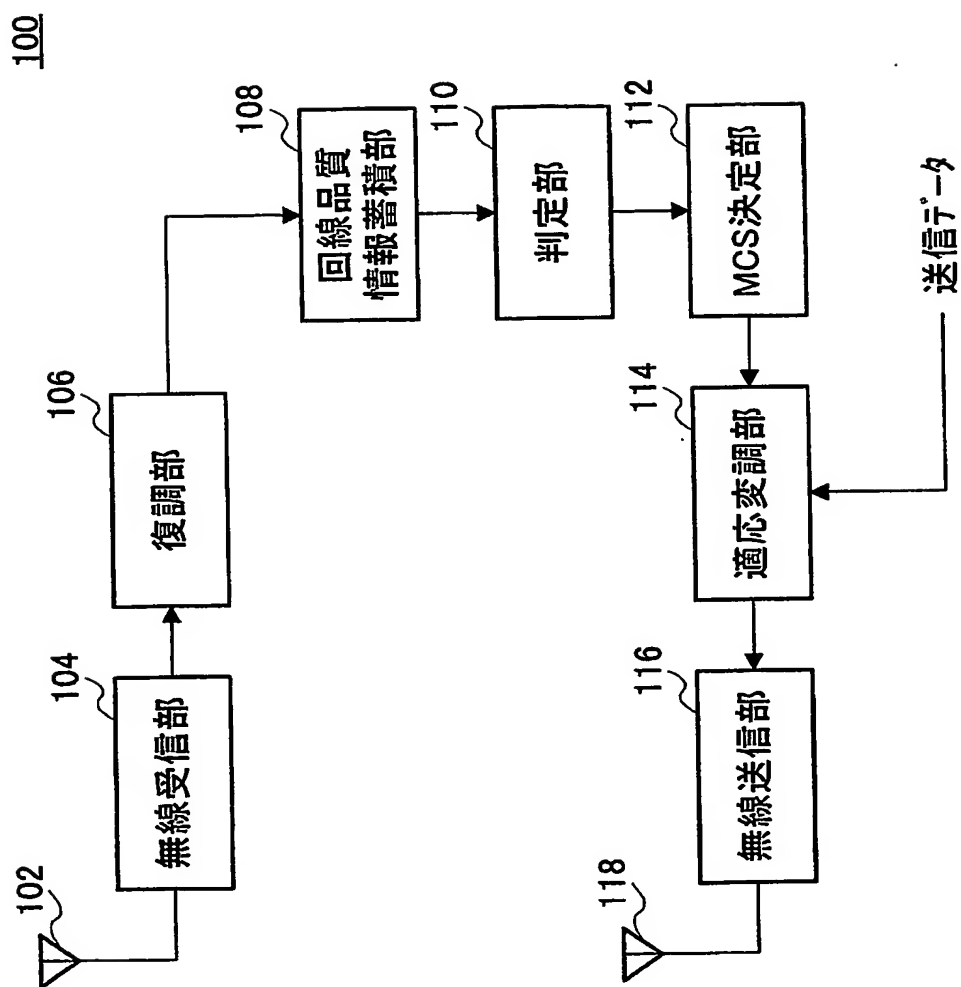 100
102
104
無線受信部
106
復調部
108
回線品質
情報蓄積部
110
判定部
112
MCS決定部
114
適応変調部
116
無線送信部
118
送信データ